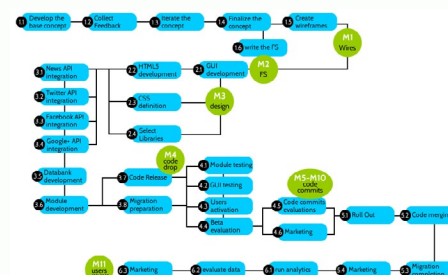 1.1 Develop the base concept
1.2 Collect Feedback
1.3 Iterate the concept
1.4 Finalize the concept
1.5 Create wireframes
1.6 write the FS
M1 Wires
M2 FS
3.1 News API integration
2.2 HTML5 development
2.1 GUI development
3.2 Twitter API integration
2.3 CSS definition
M3 design
3.3 Facebook API integration
3.4 Google+ API integration
2.4 Select Libraries
M4 code drop
3.5 Databank development
3.7 Code Release
4.1 Module testing
4.2 GUI testing
M5-M10 code commits
3.6 Module development
3.8 Migration preparation
4.3 Users activation
4.5 Code commits evaluations
4.4 Beta evaluation
4.6 Marketing
5.1 Roll Out
5.2 Code mergin
M11 users
6.3 Marketing
6.2 evaluate data
6.1 run analytics
5.4 Marketing
5.3 Migration